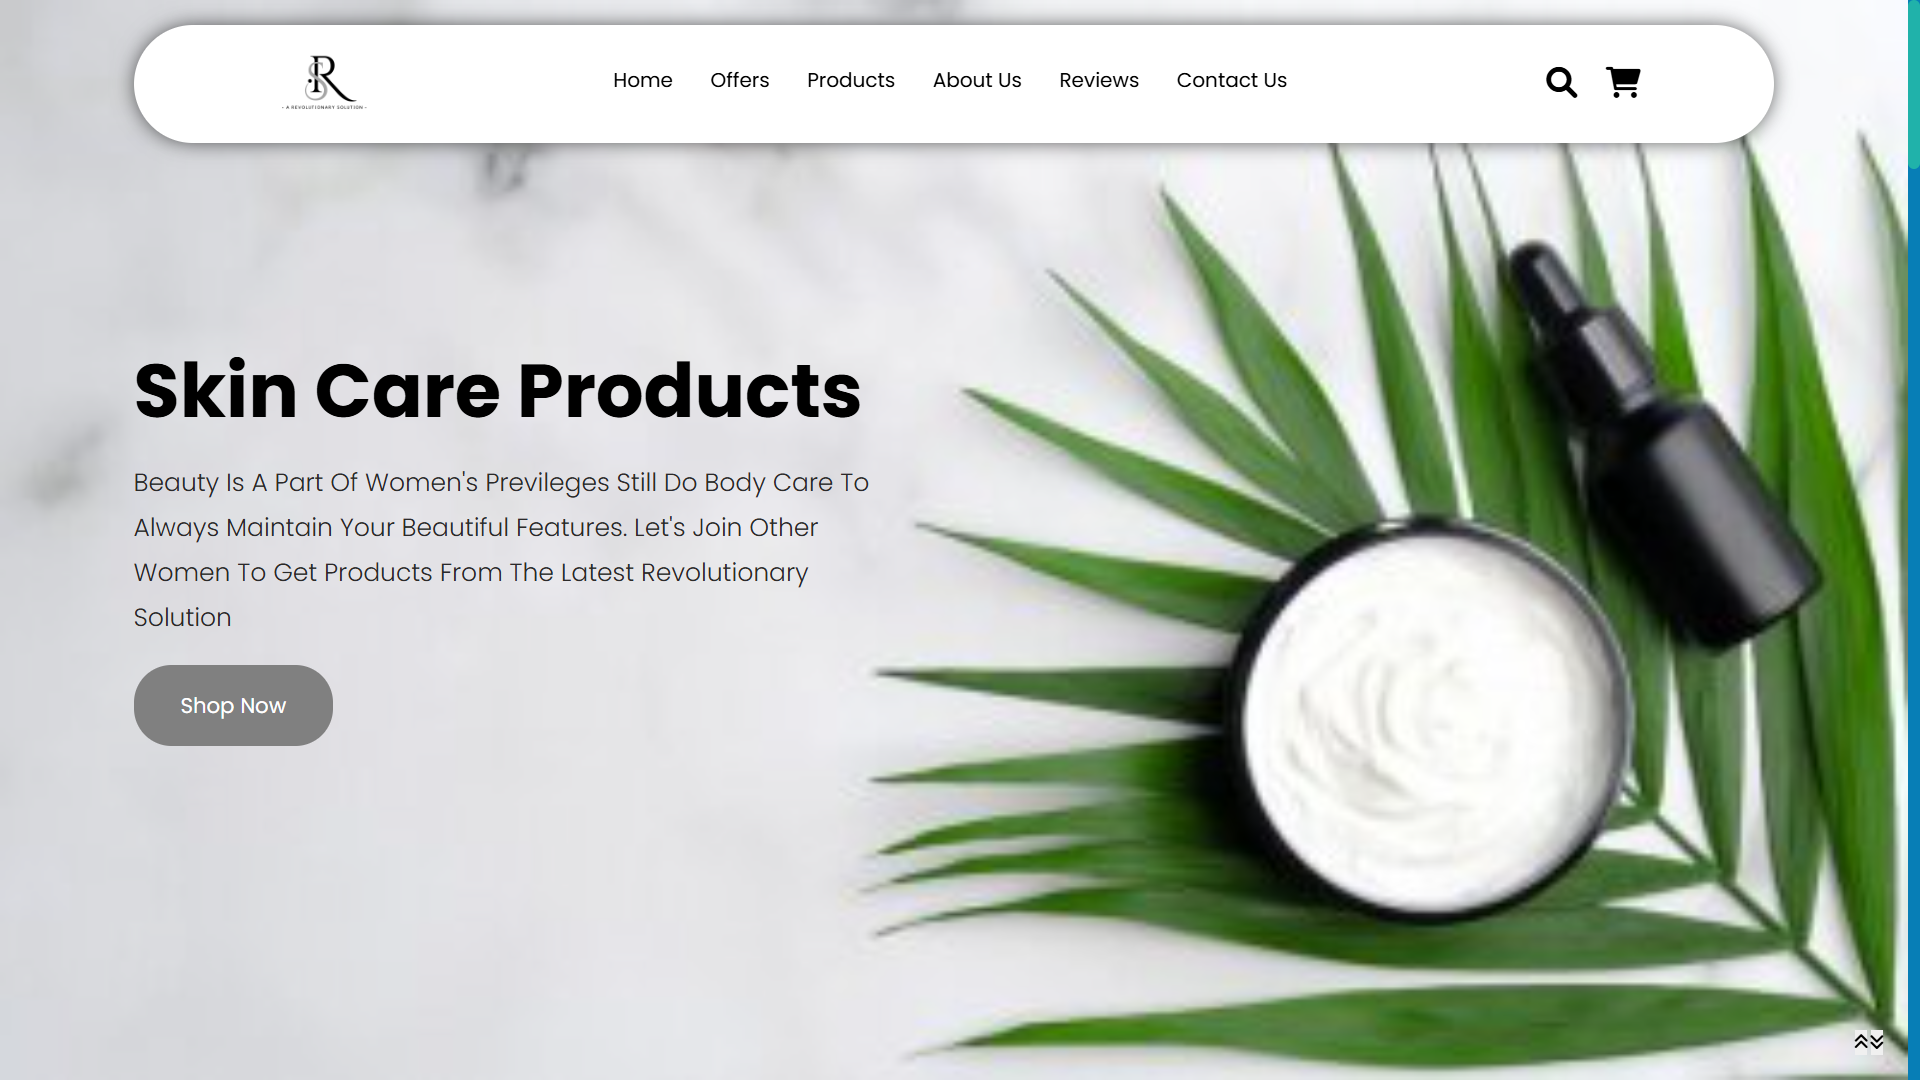 SR
- A REVOLUTIONARY SOLUTION -
Home Offers Products About Us Reviews Contact Us
Skin Care Products
Beauty Is A Part Of Women's Previleges Still Do Body Care To
Always Maintain Your Beautiful Features. Let's Join Other
Women To Get Products From The Latest Revolutionary
Solution
Shop Now